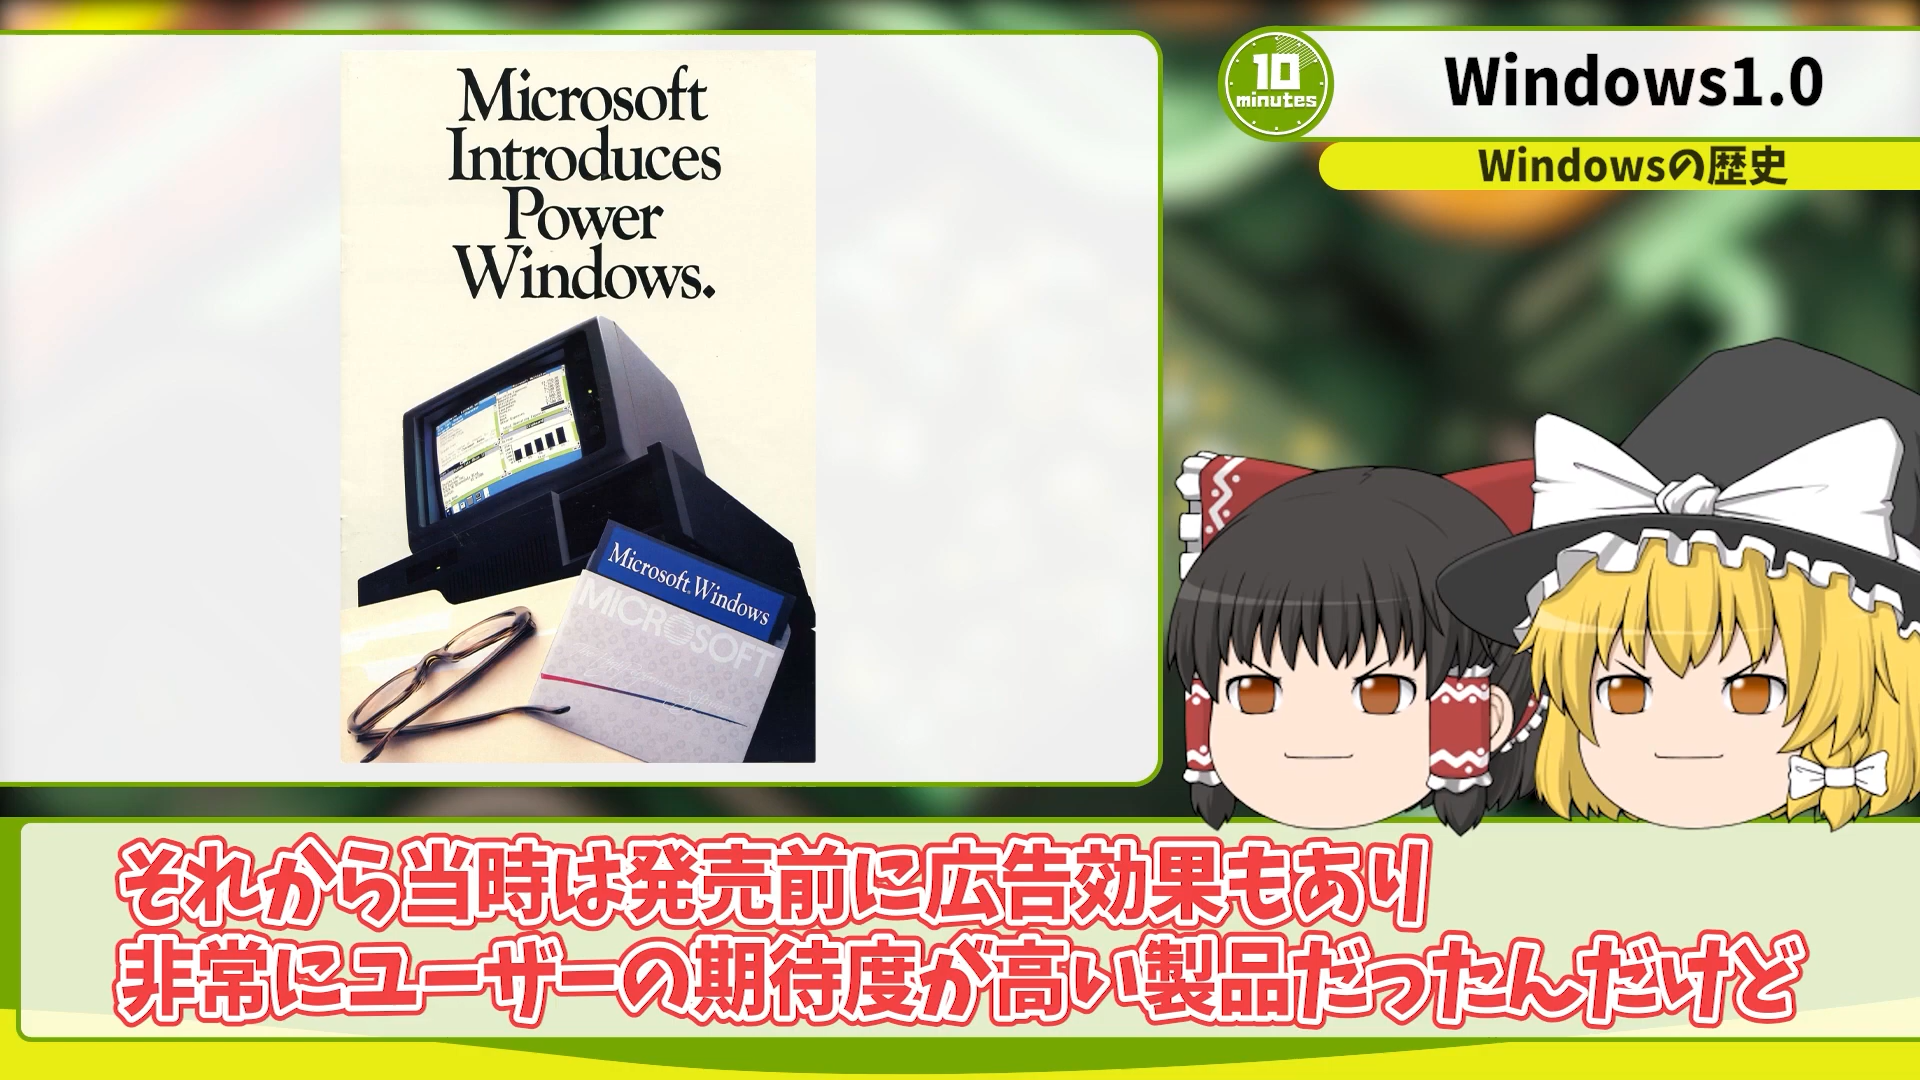 Microsoft
Introduces
Power
Windows.
Microsoft Windows
MICROSOFT
10
minutes
Windows1.0
Windowsの歴史
それから当時は発売前に広告効果もあり
非常にユーザーの期待度が高い製品だったんだけど